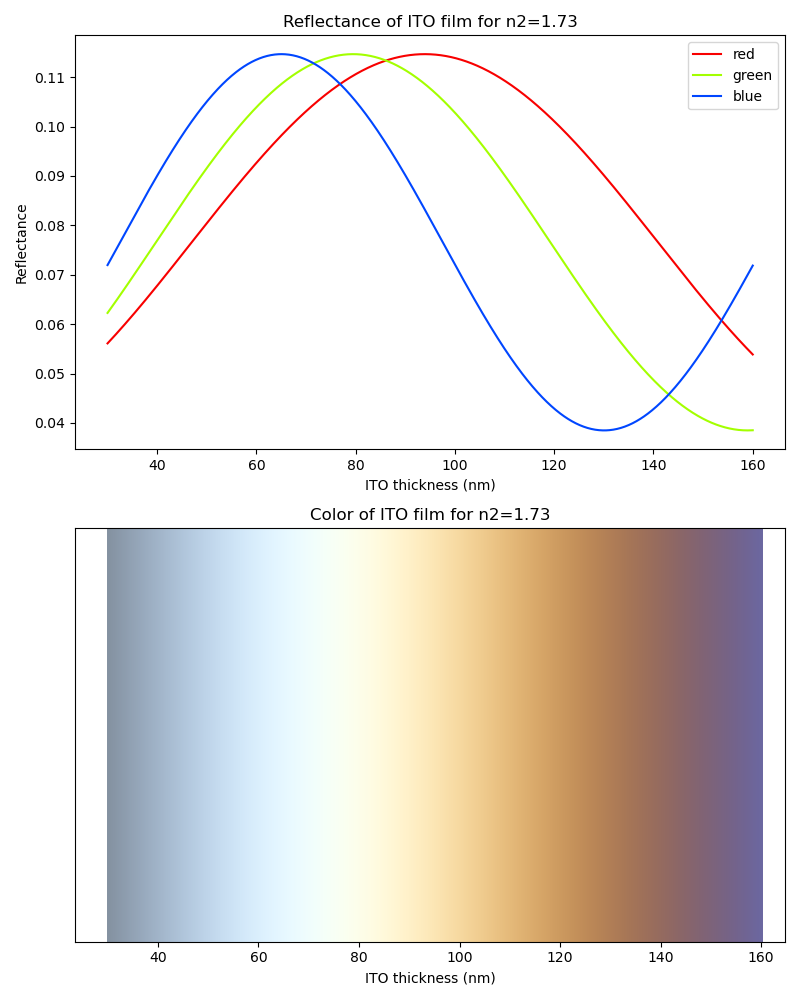 Reflectance of ITO film for n2=1.73
red
green
blue
Reflectance
0.11
0.10
0.09
0.08
0.07
0.06
0.05
0.04
40 60 80 100 120 140 160
ITO thickness (nm)
Color of ITO film for n2=1.73
40 60 80 100 120 140 160
ITO thickness (nm)